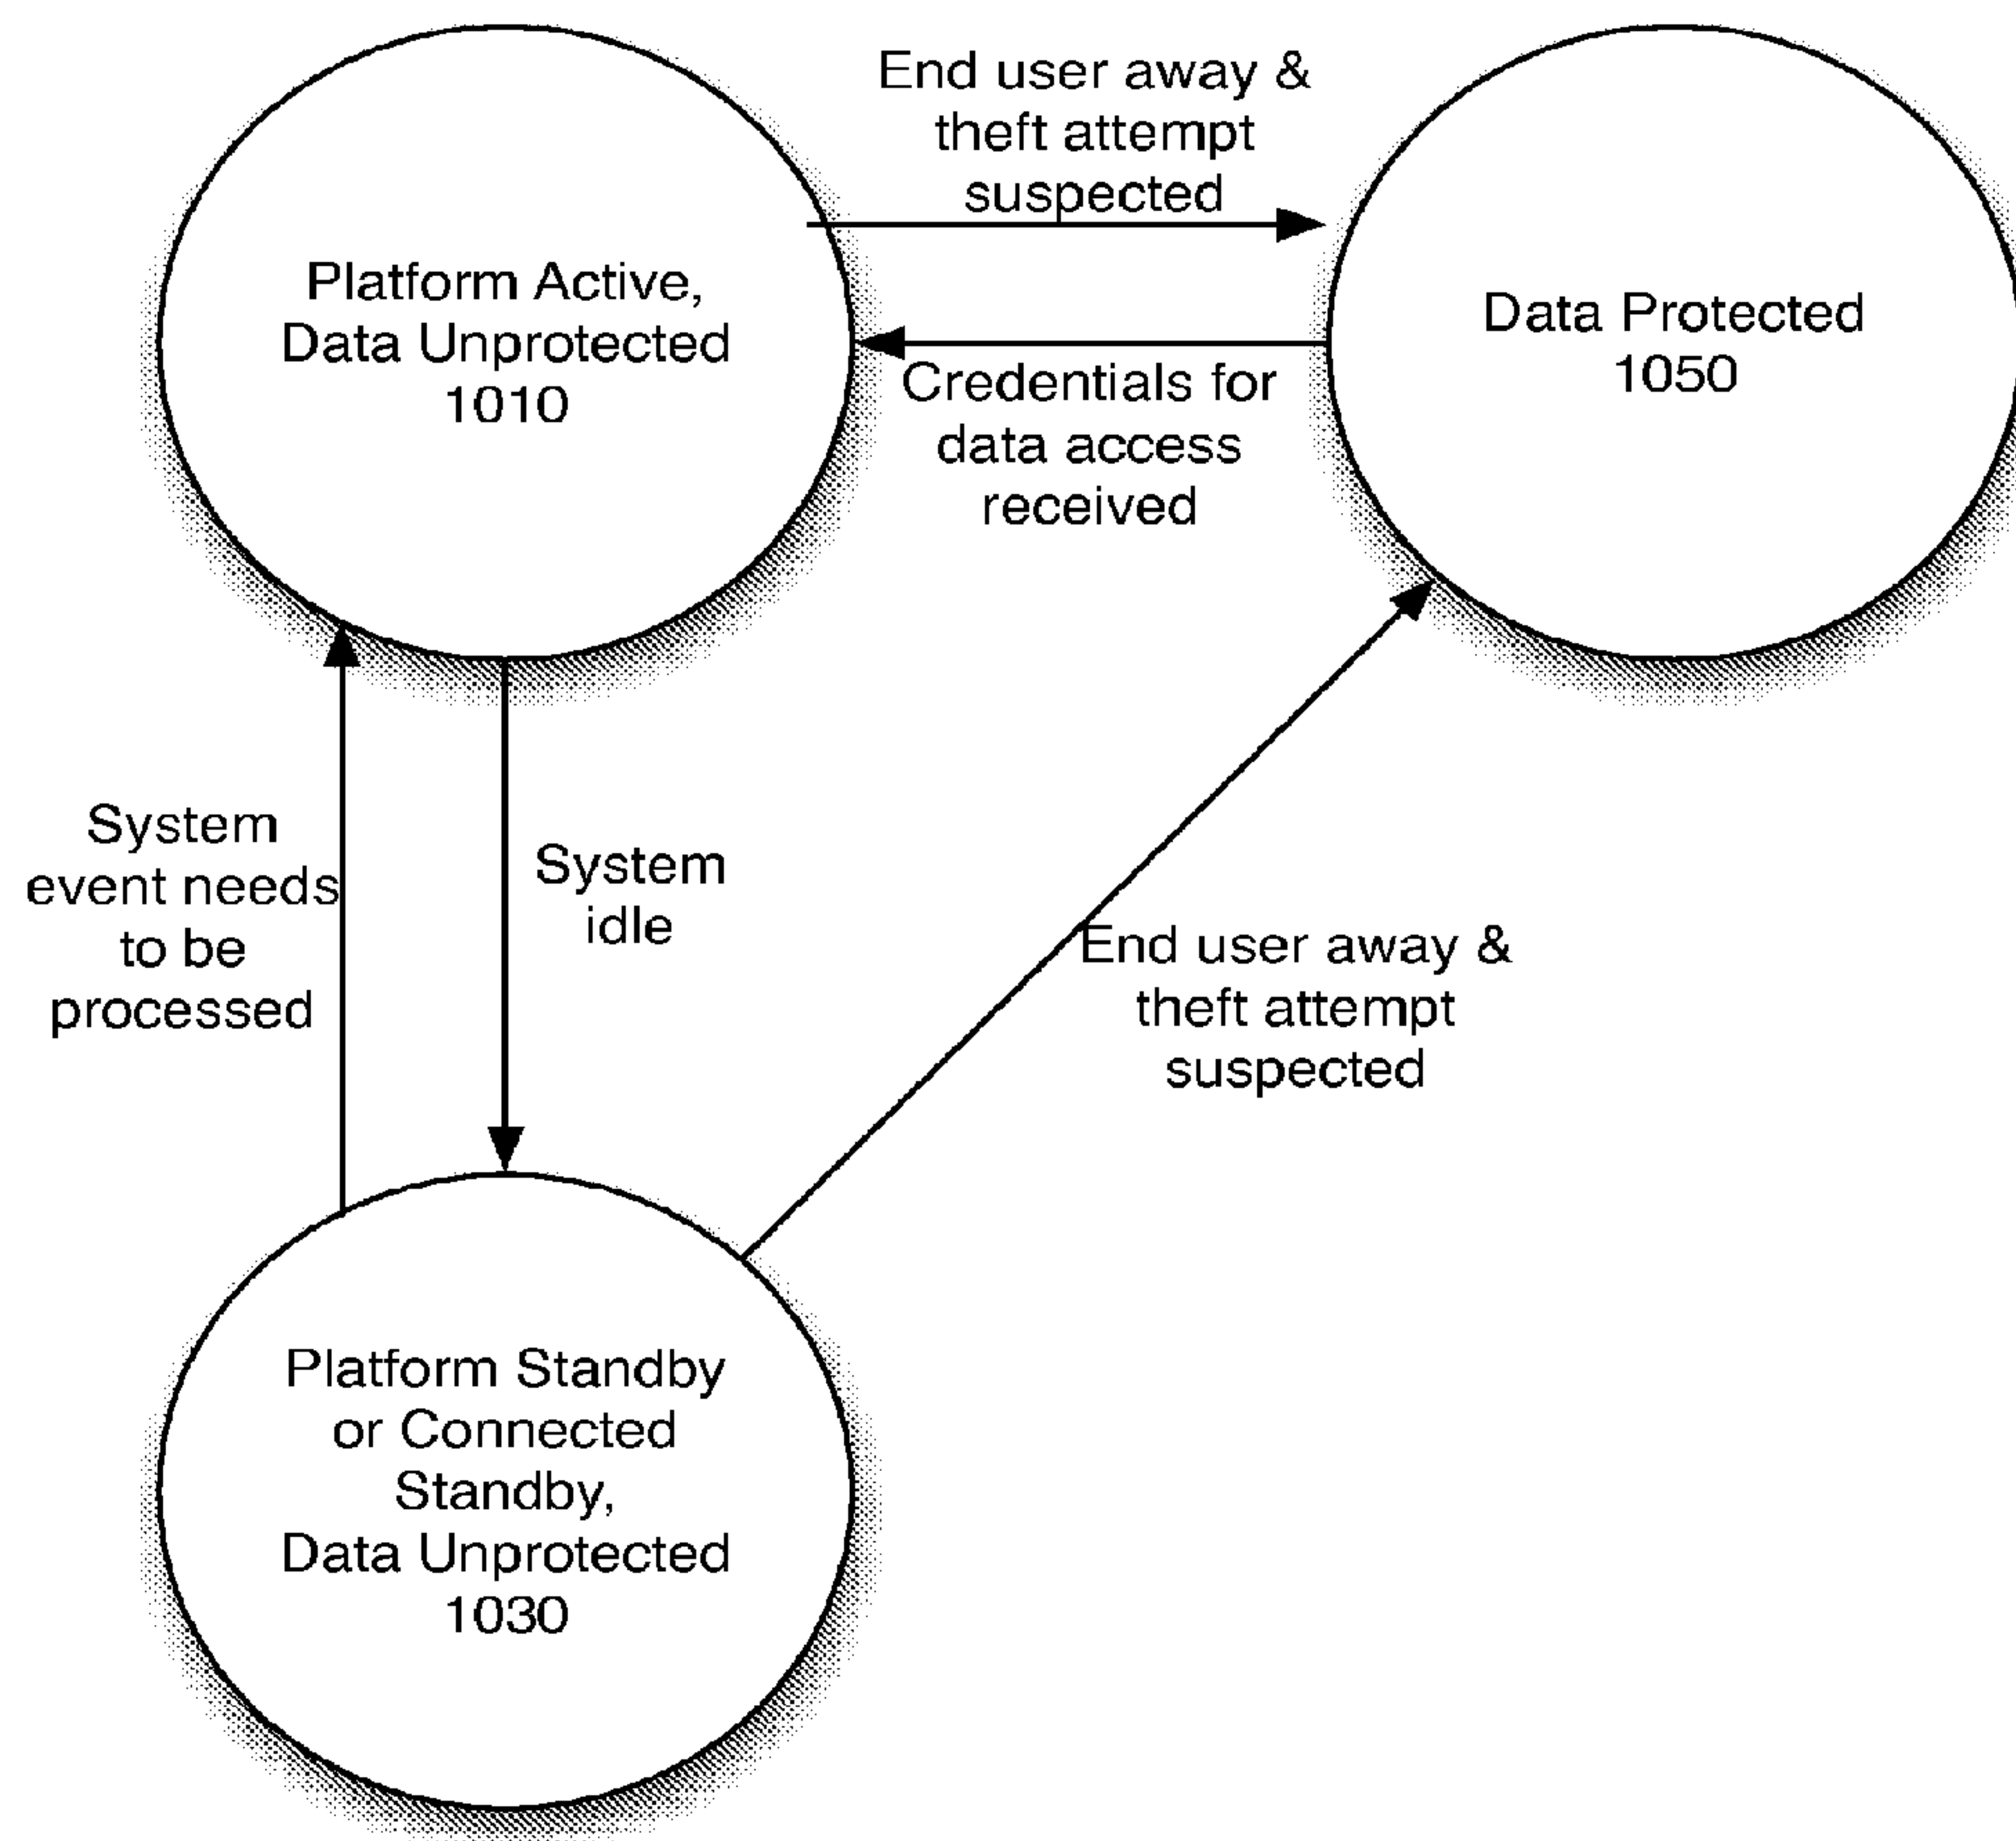 End user away &
theft attempt
suspected
Platform Active,
Data Unprotected
1010
Data Protected
1050
Credentials for
data access
received
System
event needs
to be
processed
System
idle
End user away &
theft attempt
suspected
Platform Standby
or Connected
Standby,
Data Unprotected
1030